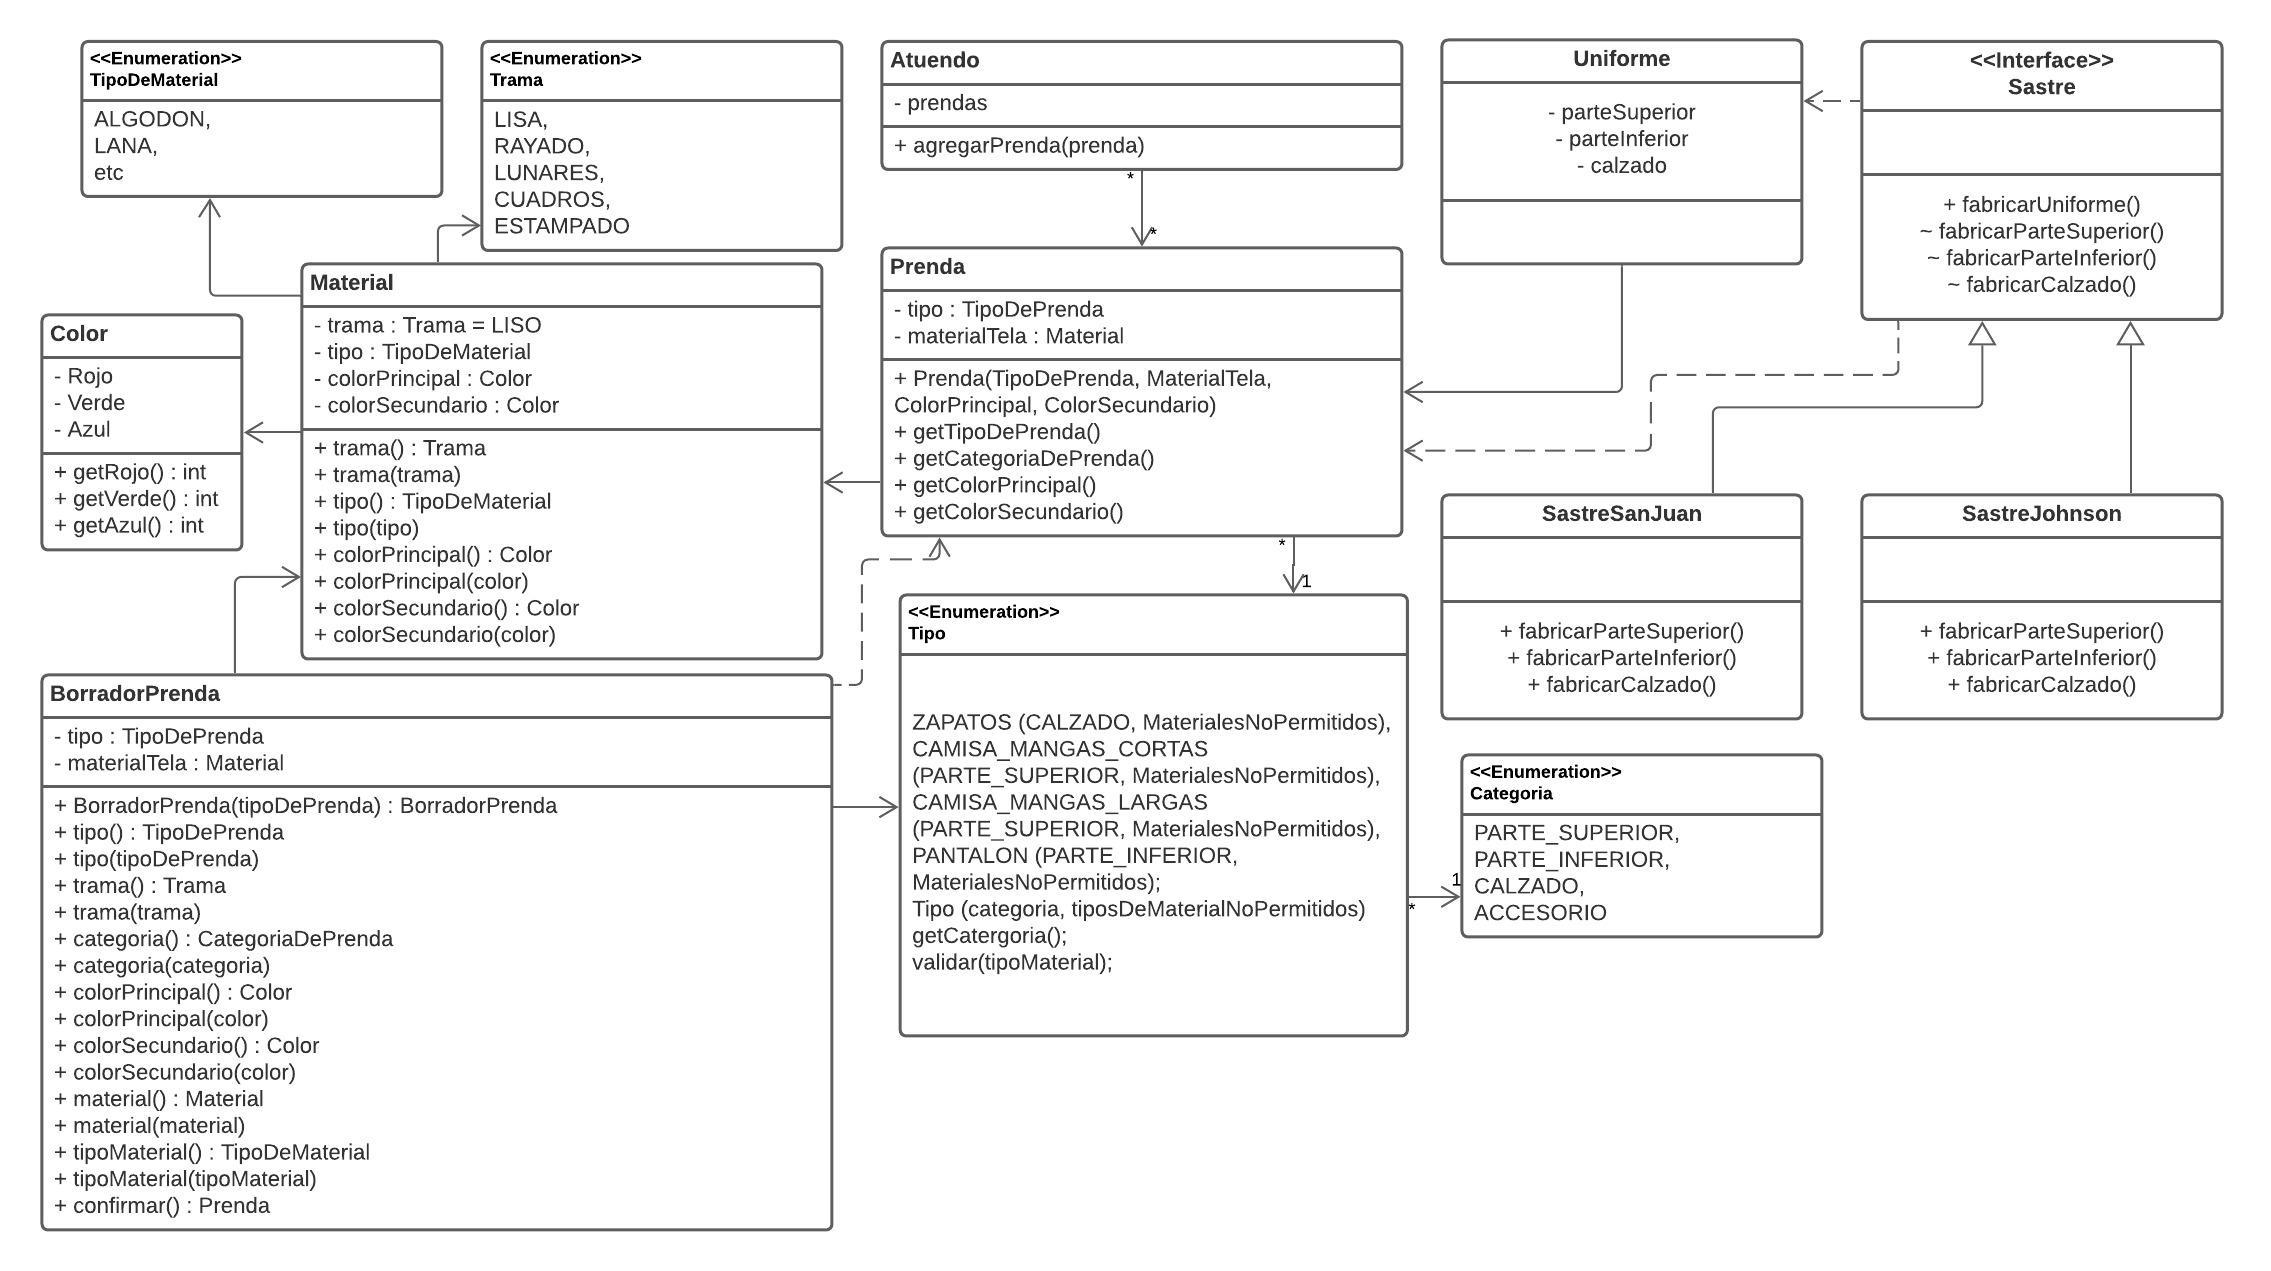 <<Enumeration>>
TipoDeMaterial
ALGODON,
LANA,
etc
<<Enumeration>>
Trama
LISA,
RAYADO,
LUNARES,
CUADROS,
ESTAMPADO
Atuendo
- prendas
+ agregarPrenda(prenda)
*
*
Uniforme
- parteSuperior
- parteInferior
- calzado
<<Interface>>
Sastre
+ fabricarUniforme()
~ fabricarParteSuperior()
~ fabricarParteInferior()
~ fabricarCalzado()
Color
- Rojo
- Verde
- Azul
+ getRojo() : int
+ getVerde() : int
+ getAzul() : int
Material
- trama : Trama = LISO
- tipo : TipoDeMaterial
- colorPrincipal : Color
- colorSecundario : Color
+ trama() : Trama
+ trama(trama)
+ tipo() : TipoDeMaterial
+ tipo(tipo)
+ colorPrincipal() : Color
+ colorPrincipal(color)
+ colorSecundario() : Color
+ colorSecundario(color)
Prenda
- tipo : TipoDePrenda
- materialTela : Material
+ Prenda(TipoDePrenda, MaterialTela,
ColorPrincipal, ColorSecundario)
+ getTipoDePrenda()
+ getCategoriaDePrenda()
+ getColorPrincipal()
+ getColorSecundario()
*
1
SastreSanJuan
+ fabricarParteSuperior()
+ fabricarParteInferior()
+ fabricarCalzado()
SastreJohnson
+ fabricarParteSuperior()
+ fabricarParteInferior()
+ fabricarCalzado()
BorradorPrenda
- tipo : TipoDePrenda
- materialTela : Material
+ BorradorPrenda(tipoDePrenda) : BorradorPrenda
+ tipo() : TipoDePrenda
+ tipo(tipoDePrenda)
+ trama() : Trama
+ trama(trama)
+ categoria() : CategoriaDePrenda
+ categoria(categoria)
+ colorPrincipal() : Color
+ colorPrincipal(color)
+ colorSecundario() : Color
+ colorSecundario(color)
+ material() : Material
+ material(material)
+ tipoMaterial() : TipoDeMaterial
+ tipoMaterial(tipoMaterial)
+ confirmar() : Prenda
<<Enumeration>>
Tipo
ZAPATOS (CALZADO, MaterialesNoPermitidos),
CAMISA_MANGAS_CORTAS
(PARTE_SUPERIOR, MaterialesNoPermitidos),
CAMISA_MANGAS_LARGAS
(PARTE_SUPERIOR, MaterialesNoPermitidos),
PANTALON (PARTE_INFERIOR,
MaterialesNoPermitidos);
Tipo (categoria, tiposDeMaterialNoPermitidos)
getCatergoria();
validar(tipoMaterial);
*
1
<<Enumeration>>
Categoria
PARTE_SUPERIOR,
PARTE_INFERIOR,
CALZADO,
ACCESORIO